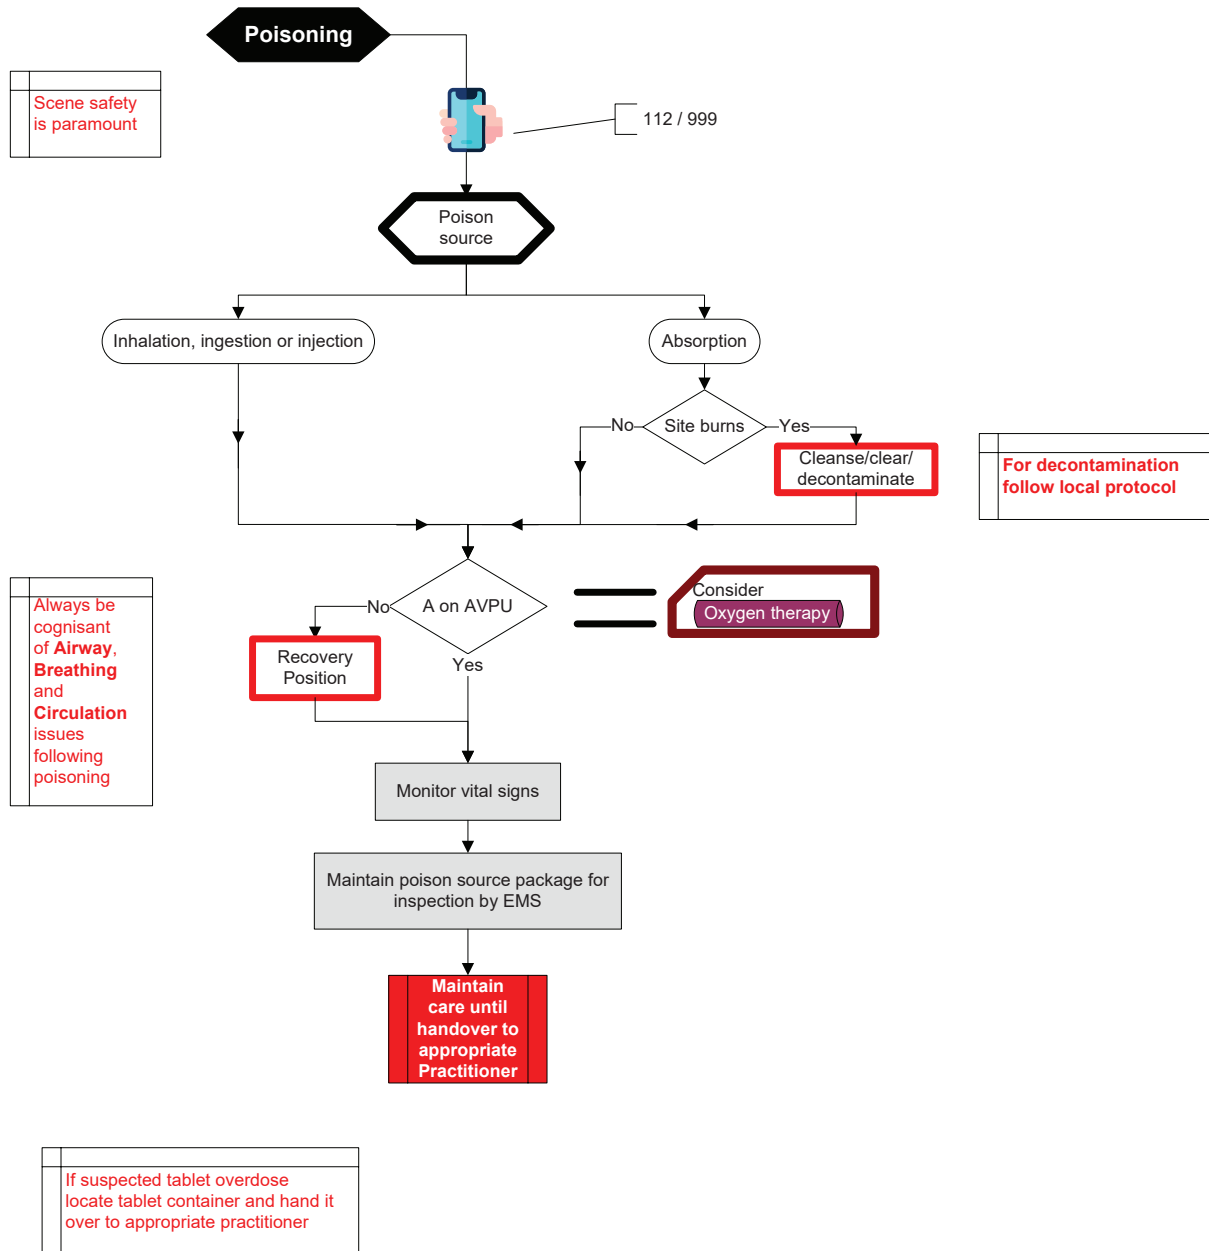 Poisoning
Scene safety
is paramount
112 / 999
Poison
source
Inhalation, ingestion or injection
Absorption
No
Site burns
Yes
Cleanse/clear/
decontaminate
For decontamination
follow local protocol
A on AVPU
No
Yes
Consider
Oxygen therapy
Recovery
Position
Always be
cognisant
of Airway,
Breathing
and
Circulation
issues
following
poisoning
Monitor vital signs
Maintain poison source package for
inspection by EMS
Maintain
care until
handover to
appropriate
Practitioner
If suspected tablet overdose
locate tablet container and hand it
over to appropriate practitioner